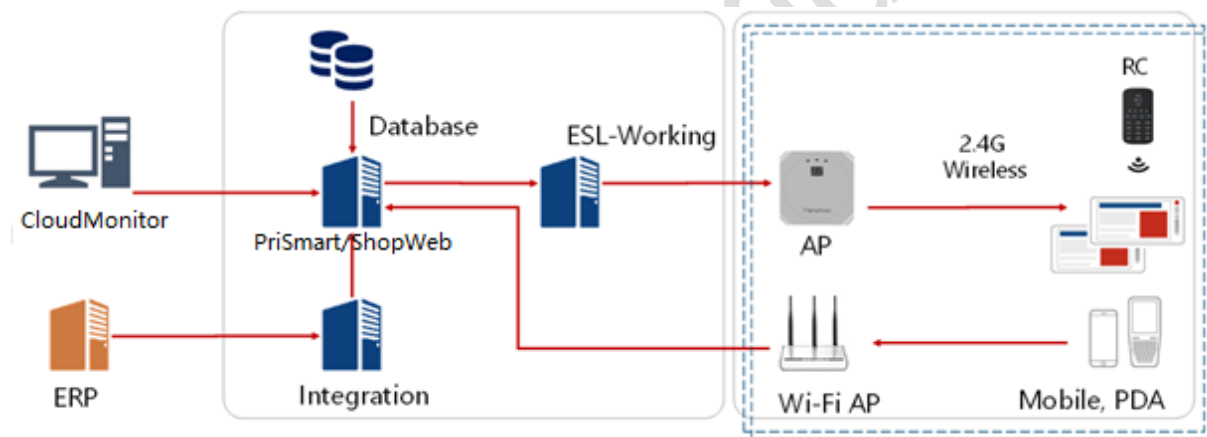 RC
Database
ESL-Working
2.4G
Wireless
CloudMonitor
PriSmart/ShopWeb
AP
ERP
Integration
Wi-Fi AP
Mobile, PDA